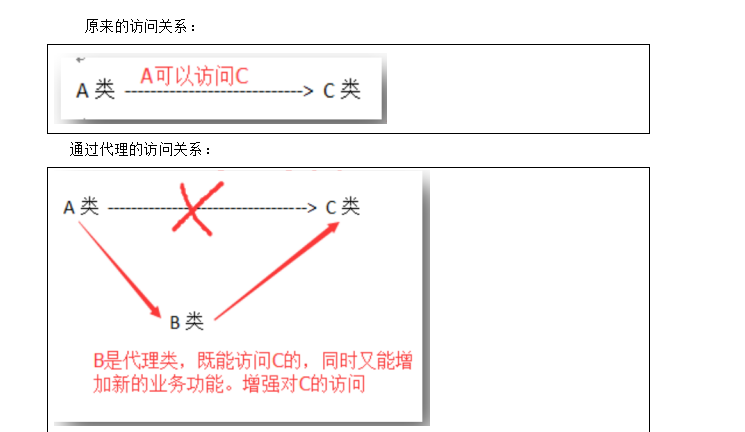 原来的访问关系：
A可以访问C
A 类 ----------------------------> C 类
通过代理的访问关系：
A 类 --------------------------------> C 类
B 类
B是代理类，既能访问C的，同时又能增
加新的业务功能。增强对C的访问